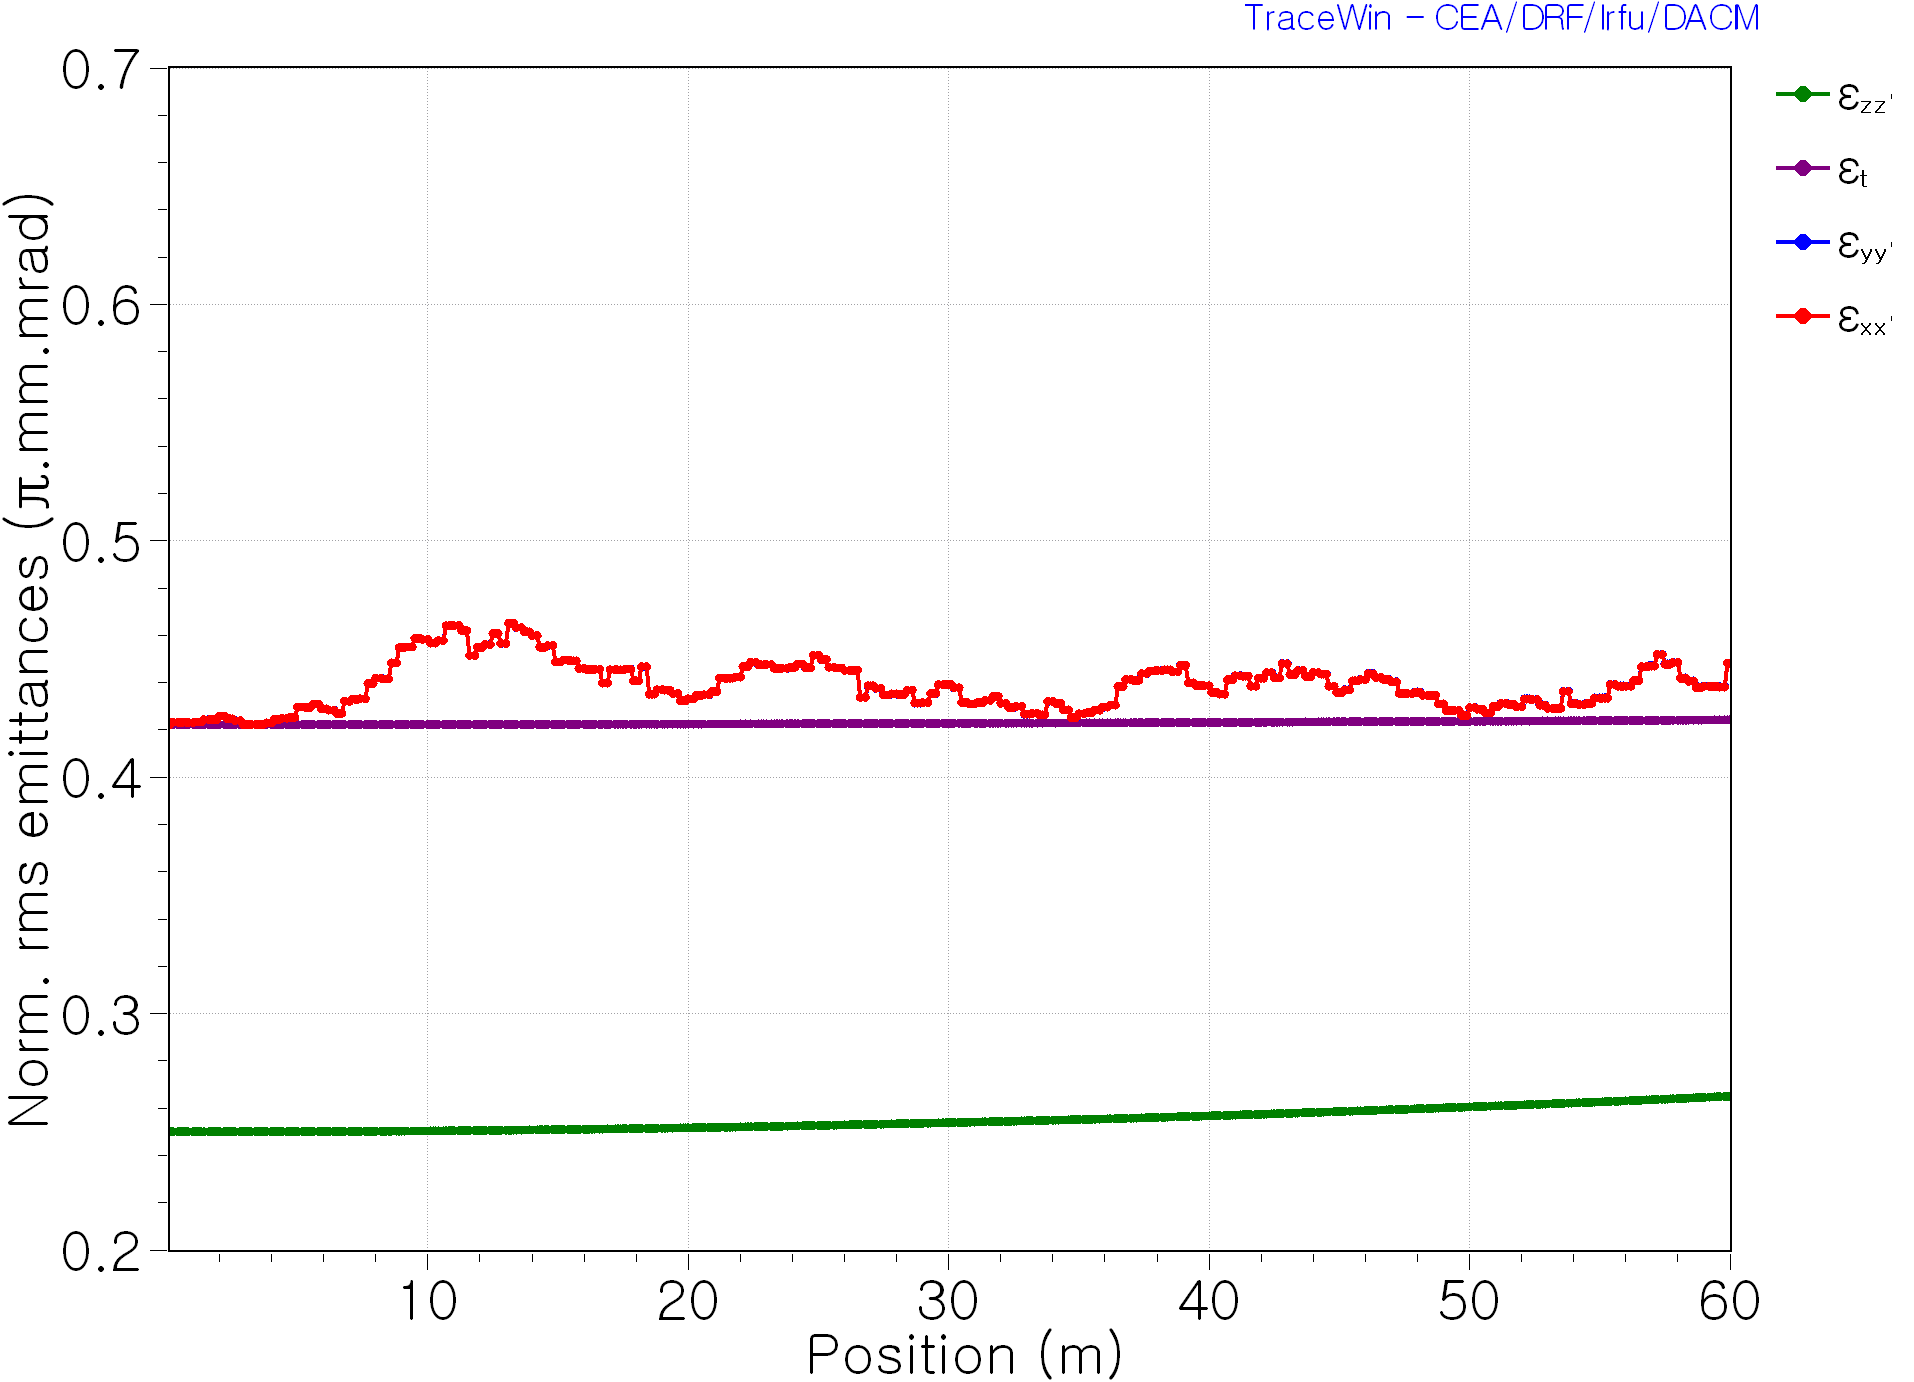 TraceWin - CEA/DRF/Irfu/DACM
Norm. rms emittances (π.mm.mrad)
0.7
0.6
0.5
0.4
0.3
0.2
10 20 30 40 50 60
Position (m)
εzz'
εt
εyy'
εxx'